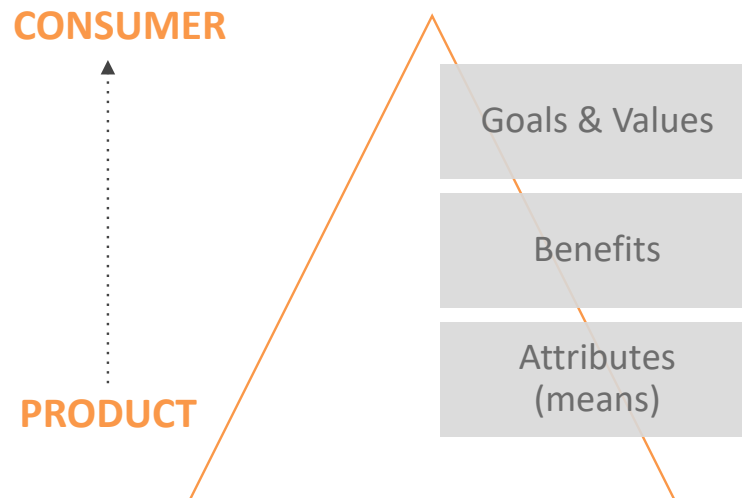 CONSUMER
Goals & Values
Benefits
Attributes
(means)
PRODUCT